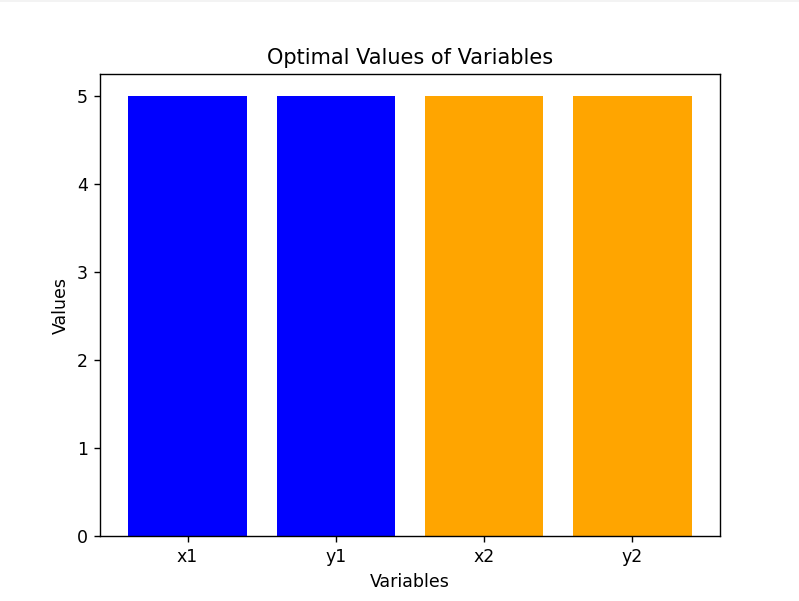 Optimal Values of Variables
5
4
3
2
1
0
Values
x1 y1 x2 y2
Variables